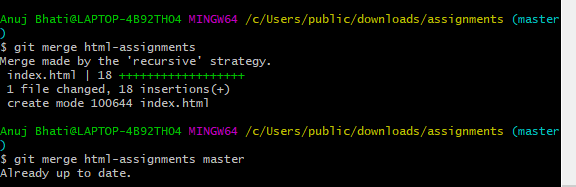 Anuj Bhati@LAPTOP-4B92TH04 MINGW64 /c/Users/public/downloads/assignments (master
)
$ git merge html-assignments
Merge made by the 'recursive' strategy.
 index.html | 18 ++++++++++++++++++
 1 file changed, 18 insertions(+)
 create mode 100644 index.html
Anuj Bhati@LAPTOP-4B92TH04 MINGW64 /c/Users/public/downloads/assignments (master
)
$ git merge html-assignments master
Already up to date.